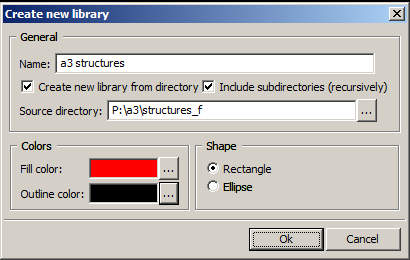 Create new library
General
Name: a3 structures
Create new library from directory Include subdirectories (recursively)
Source directory: P:\a3\structures_f ...
Colors Shape
Fill color: ... Rectangle
Outline color: ... Ellipse
Ok Cancel